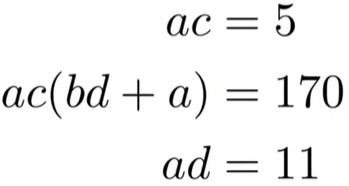 ac = 5
ac(bd + a) = 170
ad = 11